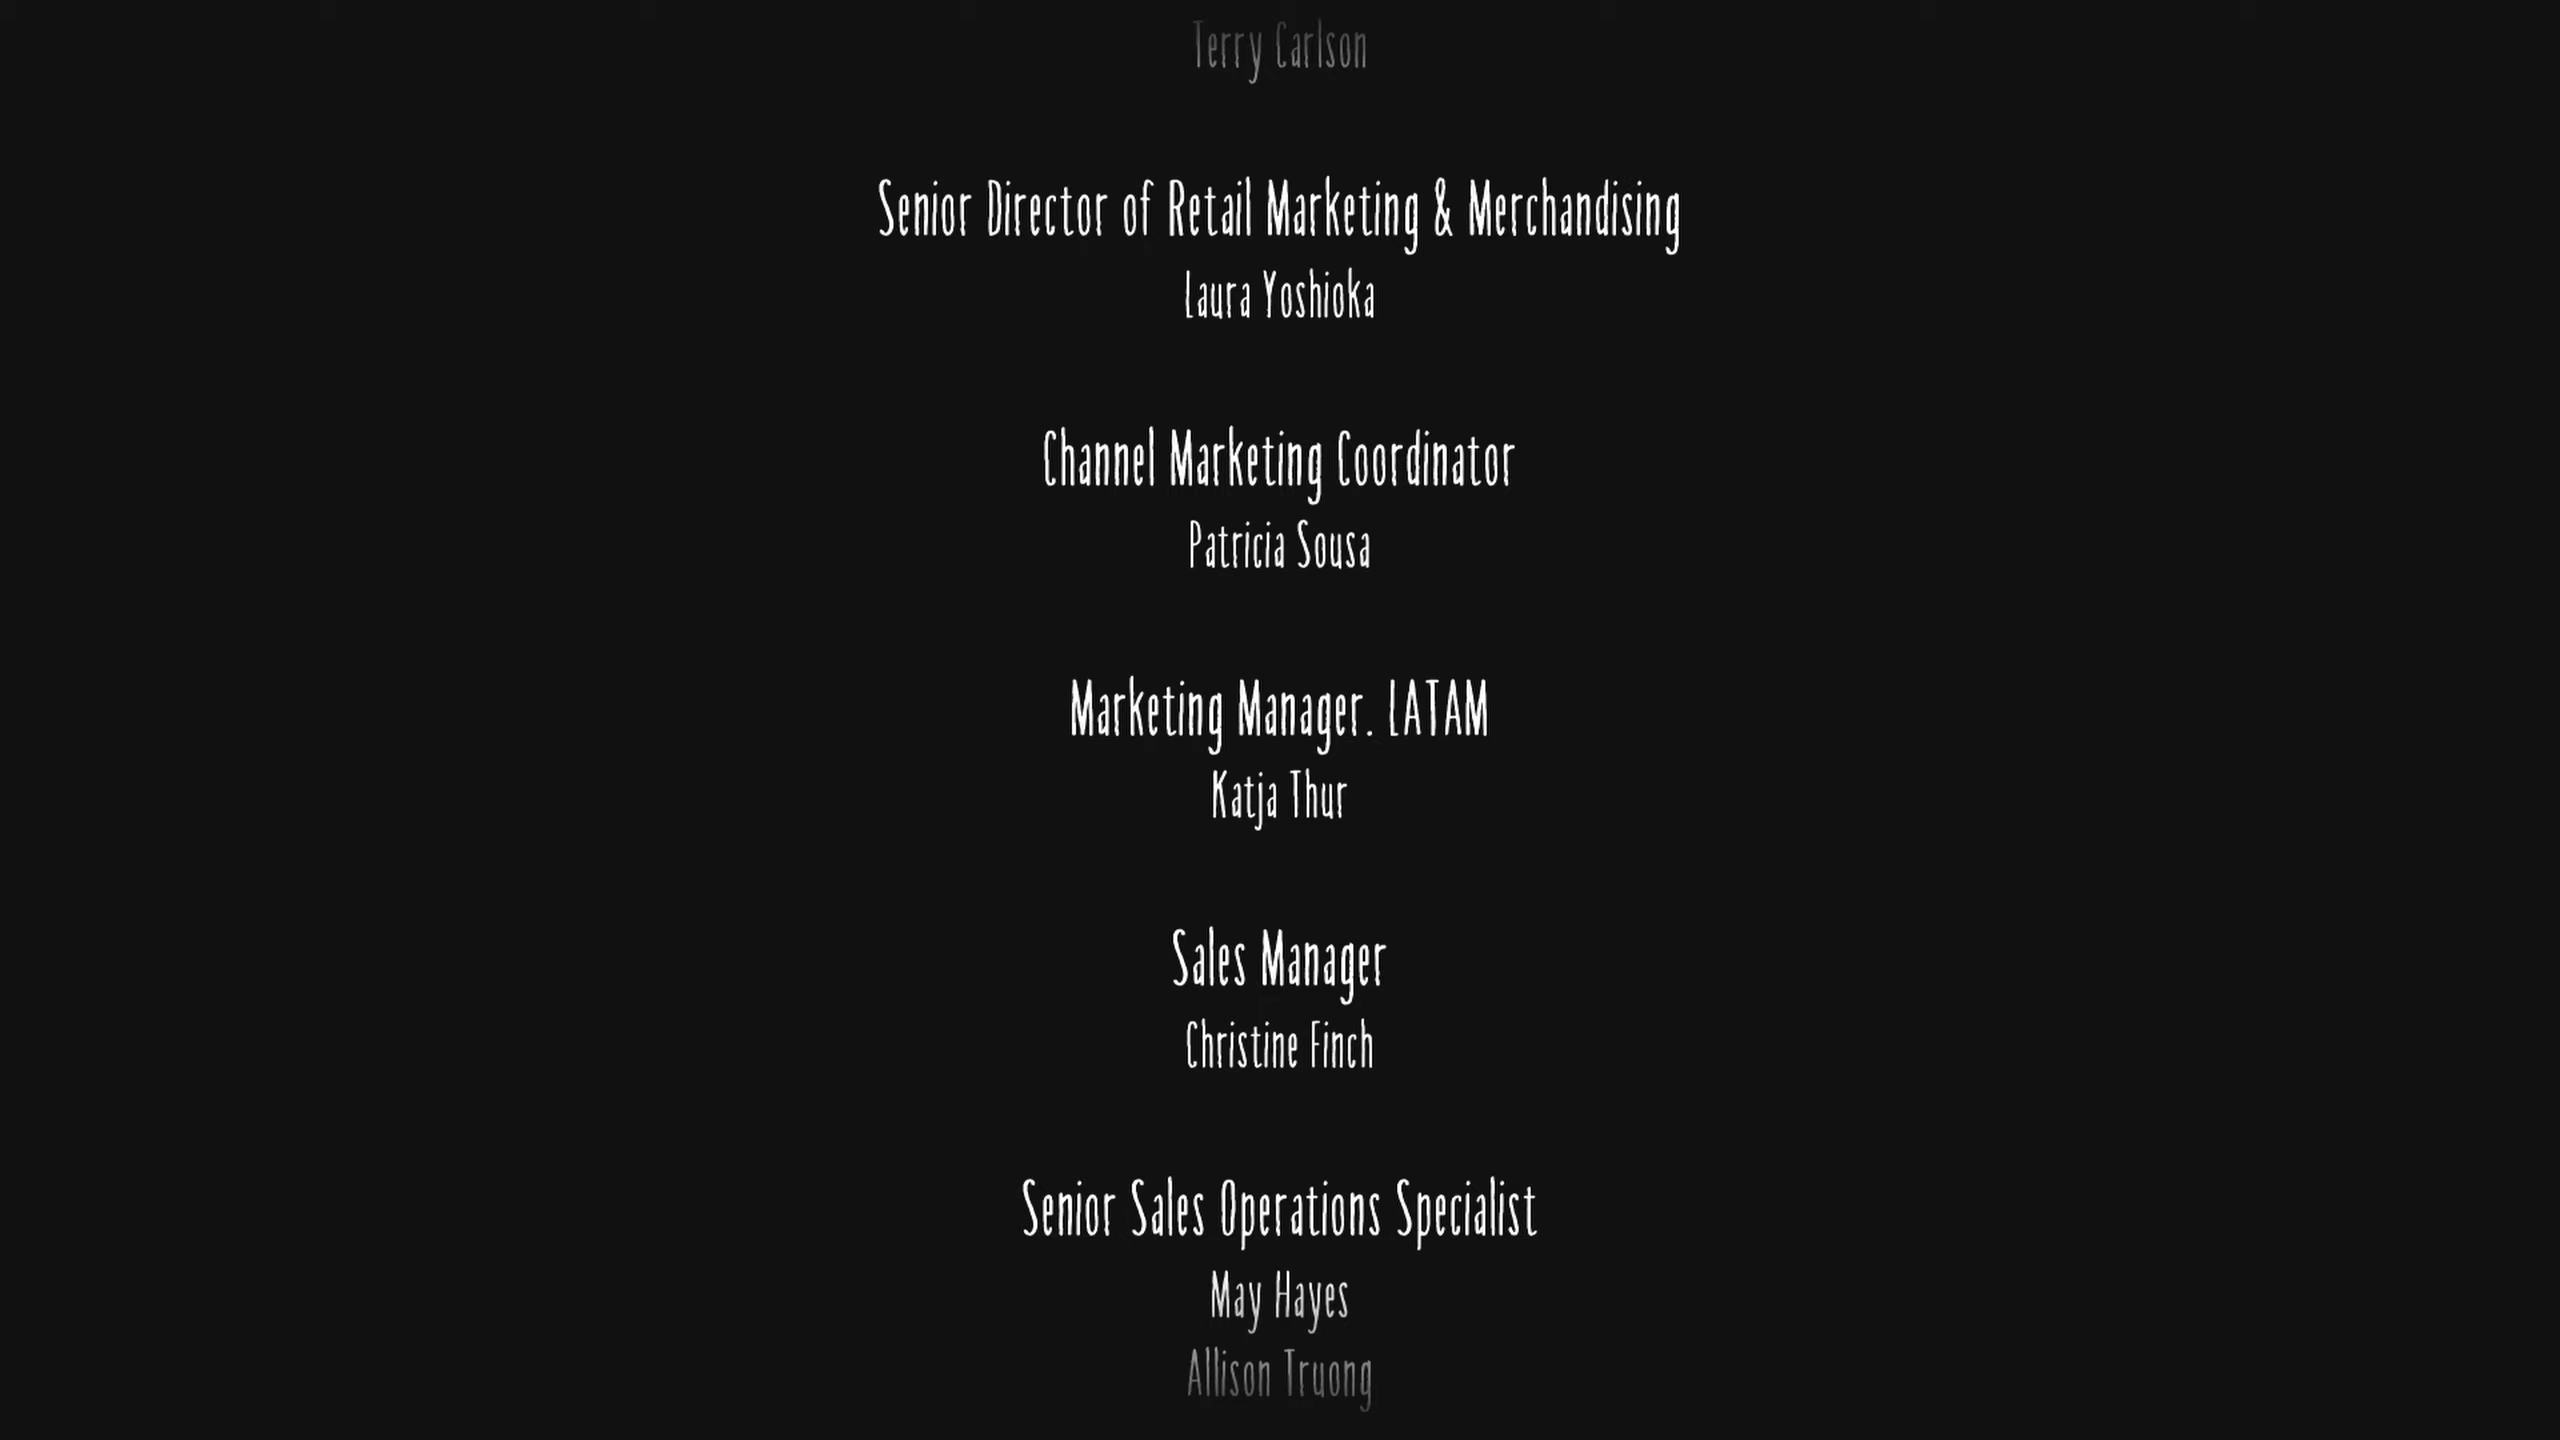 Terry Carlson
Senior Director of Retail Marketing & Merchandising
Laura Yoshioka
Channel Marketing Coordinator
Patricia Sousa
Marketing Manager. LATAM
Katja Thur
Sales Manager
Christine Finch
Senior Sales Operations Specialist
May Hayes
Allison Truong